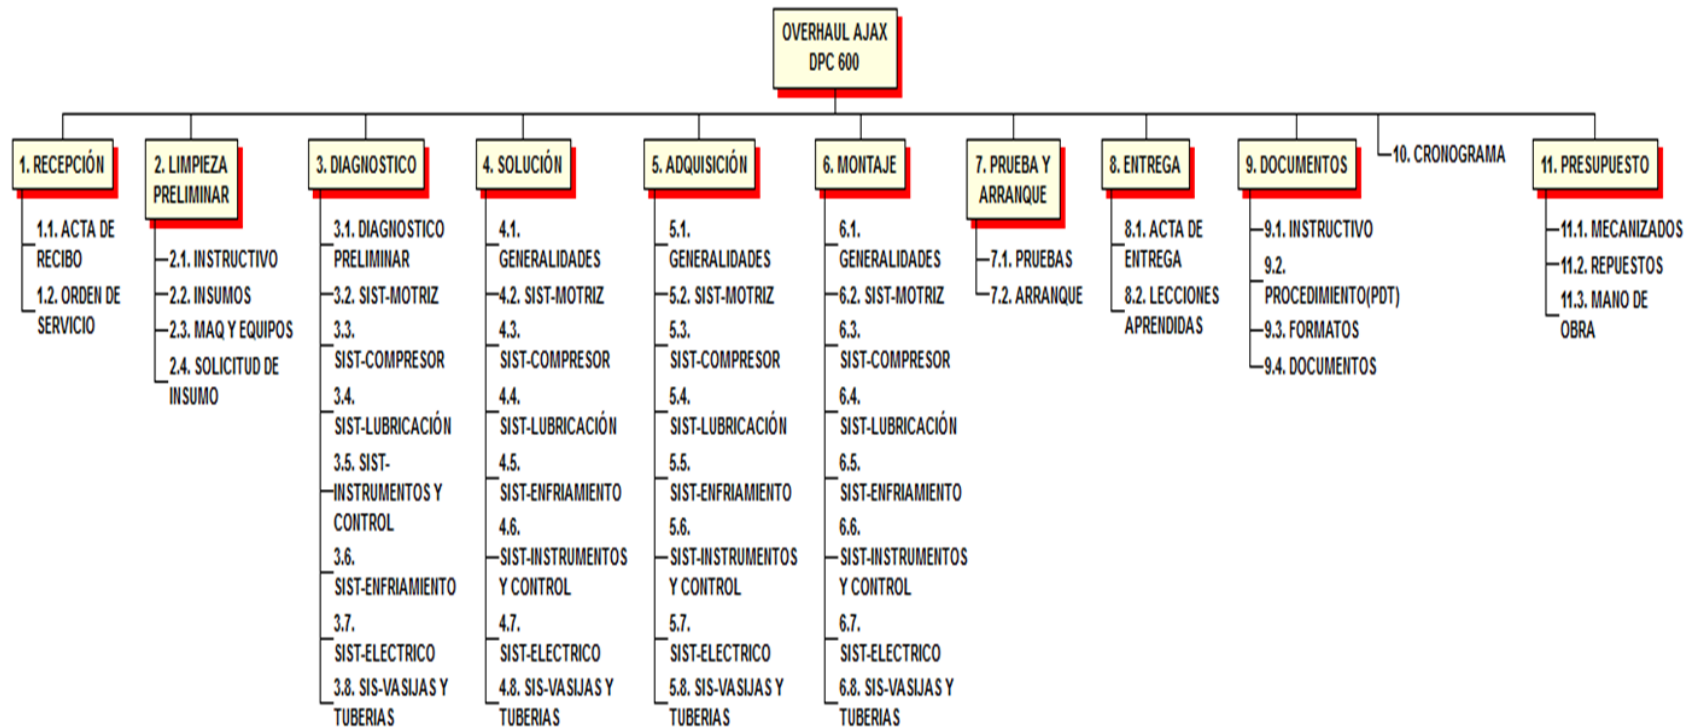 OVERHAUL AJAX
DPC 600
1. RECEPCIÓN
1.1. ACTA DE
RECIBO
1.2. ORDEN DE
SERVICIO
2. LIMPIEZA
PRELIMINAR
2.1. INSTRUCTIVO
2.2. INSUMOS
2.3. MAQ Y EQUIPOS
2.4. SOLICITUD DE
INSUMO
3. DIAGNOSTICO
3.1. DIAGNOSTICO
PRELIMINAR
3.2. SIST-MOTRIZ
3.3.
SIST-COMPRESOR
3.4.
SIST-LUBRICACIÓN
3.5. SIST-
INSTRUMENTOS Y
CONTROL
3.6.
SIST-ENFRIAMIENTO
3.7.
SIST-ELECTRICO
3.8. SIS-VASIJAS Y
TUBERIAS
4. SOLUCIÓN
4.1.
GENERALIDADES
4.2. SIST-MOTRIZ
4.3.
SIST-COMPRESOR
4.4.
SIST-LUBRICACIÓN
4.5.
SIST-ENFRIAMIENTO
4.6.
SIST-INSTRUMENTOS
Y CONTROL
4.7.
SIST-ELECTRICO
4.8. SIS-VASIJAS Y
TUBERIAS
5. ADQUISICIÓN
5.1.
GENERALIDADES
5.2. SIST-MOTRIZ
5.3.
SIST-COMPRESOR
5.4.
SIST-LUBRICACIÓN
5.5.
SIST-ENFRIAMIENTO
5.6.
SIST-INSTRUMENTOS
Y CONTROL
5.7.
SIST-ELECTRICO
5.8. SIS-VASIJAS Y
TUBERIAS
6. MONTAJE
6.1.
GENERALIDADES
6.2. SIST-MOTRIZ
6.3.
SIST-COMPRESOR
6.4.
SIST-LUBRICACIÓN
6.5.
SIST-ENFRIAMIENTO
6.6.
SIST-INSTRUMENTOS
Y CONTROL
6.7.
SIST-ELECTRICO
6.8. SIS-VASIJAS Y
TUBERIAS
7. PRUEBA Y
ARRANQUE
7.1. PRUEBAS
7.2. ARRANQUE
8. ENTREGA
8.1. ACTA DE
ENTREGA
8.2. LECCIONES
APRENDIDAS
9. DOCUMENTOS
9.1. INSTRUCTIVO
9.2.
PROCEDIMIENTO(PDT)
9.3. FORMATOS
9.4. DOCUMENTOS
10. CRONOGRAMA
11. PRESUPUESTO
11.1. MECANIZADOS
11.2. REPUESTOS
11.3. MANO DE
OBRA